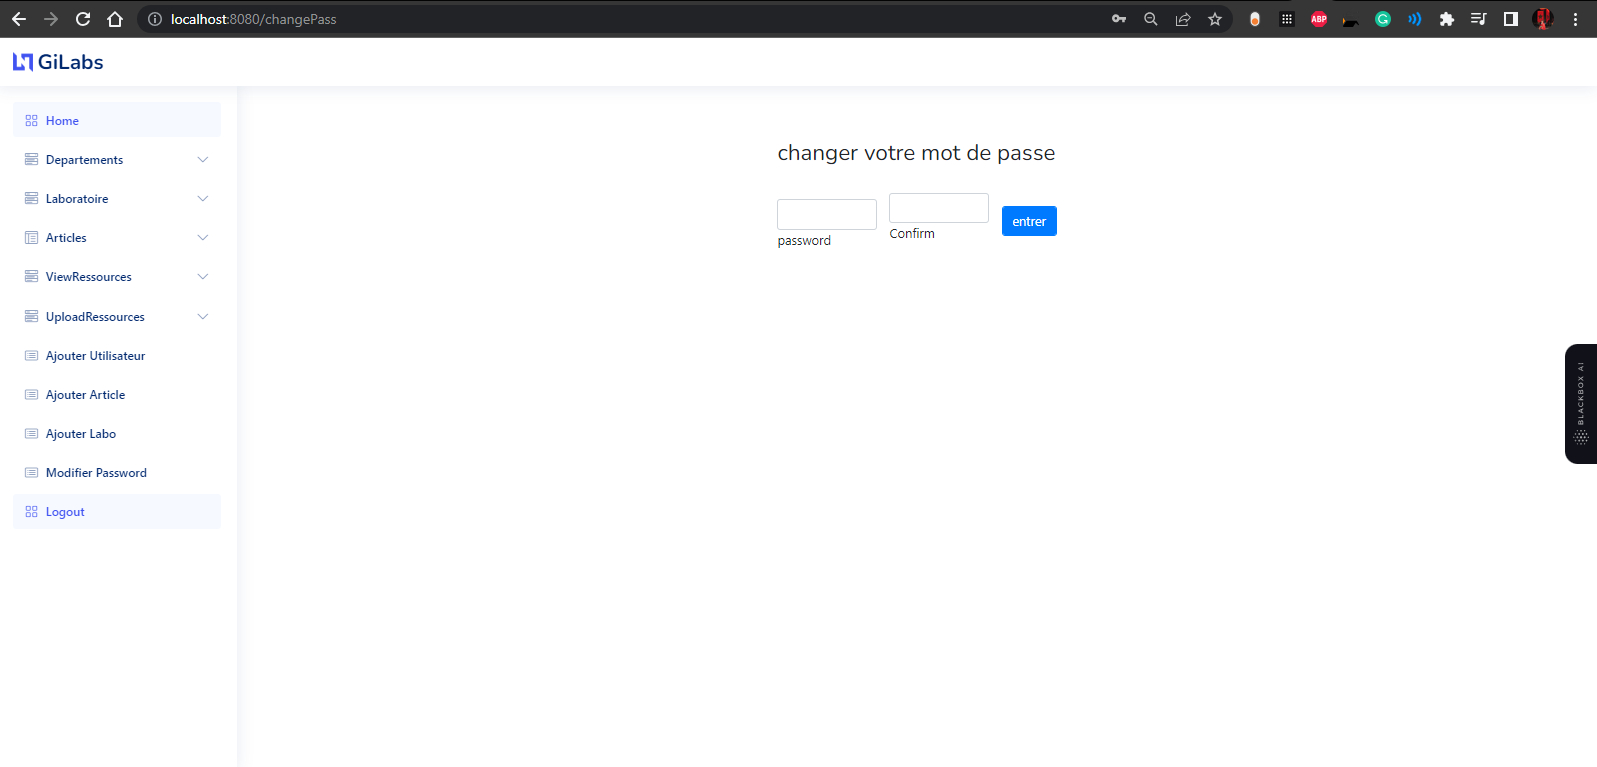 localhost:8080/changePass
ABP
GiLabs
Home
Departements
Laboratoire
Articles
ViewRessources
UploadRessources
Ajouter Utilisateur
Ajouter Article
Ajouter Labo
Modifier Password
Logout
changer votre mot de passe
password
Confirm
entrer
BLACKBOX AI